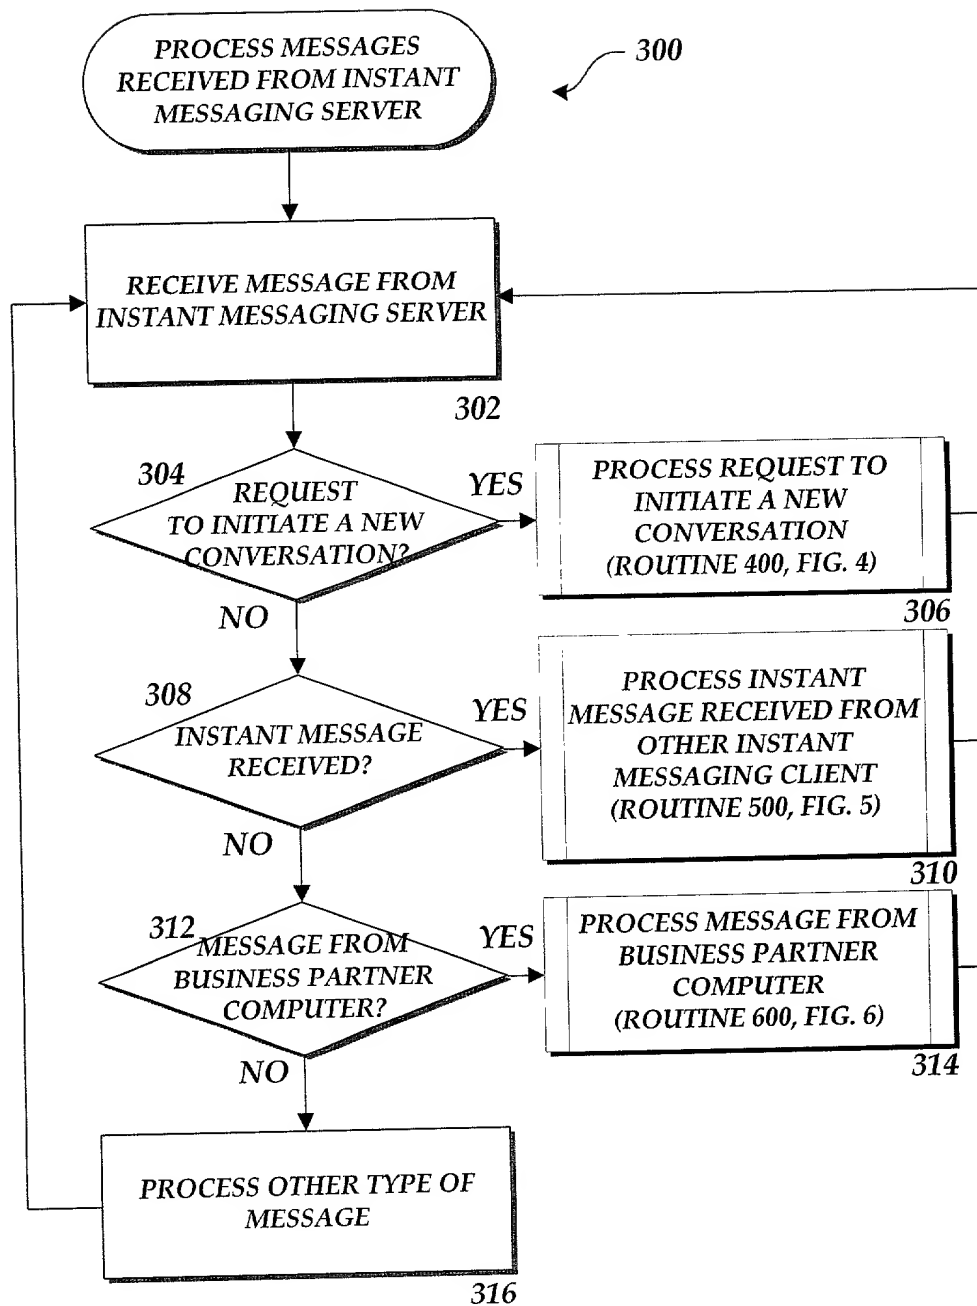 PROCESS MESSAGES
RECEIVED FROM INSTANT
MESSAGING SERVER
300
RECEIVE MESSAGE FROM
INSTANT MESSAGING SERVER
302
304
REQUEST
TO INITIATE A NEW
CONVERSATION?
YES
NO
PROCESS REQUEST TO
INITIATE A NEW
CONVERSATION
(ROUTINE 400, FIG. 4)
306
308
INSTANT MESSAGE
RECEIVED?
YES
NO
PROCESS INSTANT
MESSAGE RECEIVED FROM
OTHER INSTANT
MESSAGING CLIENT
(ROUTINE 500, FIG. 5)
310
312
MESSAGE FROM
BUSINESS PARTNER
COMPUTER?
YES
NO
PROCESS MESSAGE FROM
BUSINESS PARTNER
COMPUTER
(ROUTINE 600, FIG. 6)
314
PROCESS OTHER TYPE OF
MESSAGE
316